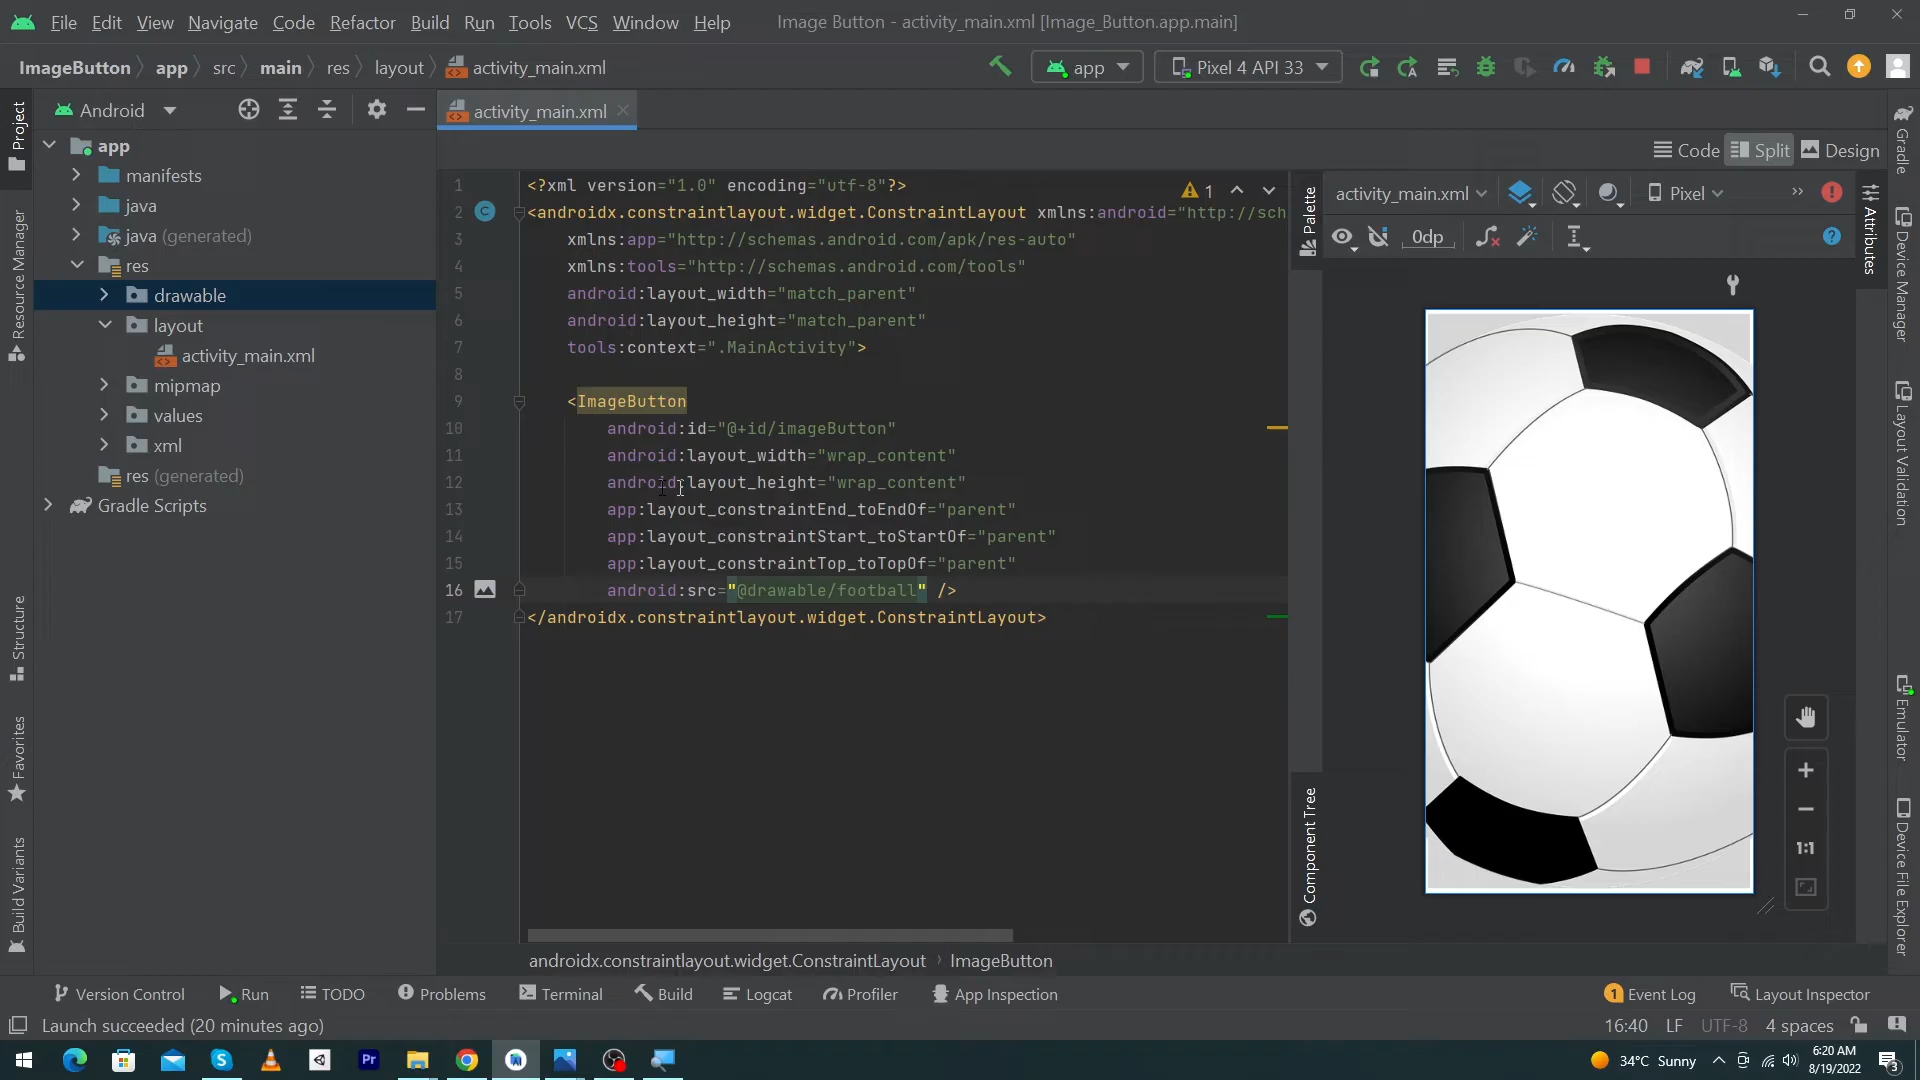 File Edit View Navigate Code Refactor Build Run Tools VCS Window Help Image Button - activity_main.xml [Image_Button.app.main]
ImageButton app src main res layout activity_main.xml app Pixel 4 API 33
Android activity_main.xml
Code Split Design
Project
Resource Manager
Structure
Favorites
Build Variants
app
manifests
java
java (generated)
res
drawable
layout
activity_main.xml
mipmap
values
xml
res (generated)
Gradle Scripts
1 <?xml version="1.0" encoding="utf-8"?> 1
2 <androidx.constraintlayout.widget.ConstraintLayout xmlns:android="http://sch
3 xmlns:app="http://schemas.android.com/apk/res-auto"
4 xmlns:tools="http://schemas.android.com/tools"
5 android:layout_width="match_parent"
6 android:layout_height="match_parent"
7 tools:context=".MainActivity">
8
9 <ImageButton
10 android:id="@+id/imageButton"
11 android:layout_width="wrap_content"
12 android:layout_height="wrap_content"
13 app:layout_constraintEnd_toEndOf="parent"
14 app:layout_constraintStart_toStartOf="parent"
15 app:layout_constraintTop_toTopOf="parent"
16 android:src="@drawable/football" />
17 </androidx.constraintlayout.widget.ConstraintLayout>
Palette
Component Tree
activity_main.xml Pixel
0dp
1:1
Attributes
Gradle
Device Manager
Layout Validation
Emulator
Device File Explorer
androidx.constraintlayout.widget.ConstraintLayout ImageButton
Version Control Run TODO Problems Terminal Build Logcat Profiler App Inspection 1 Event Log Layout Inspector
Launch succeeded (20 minutes ago) 16:40 LF UTF-8 4 spaces
Pr 34°C Sunny 6:20 AM
8/19/2022 3